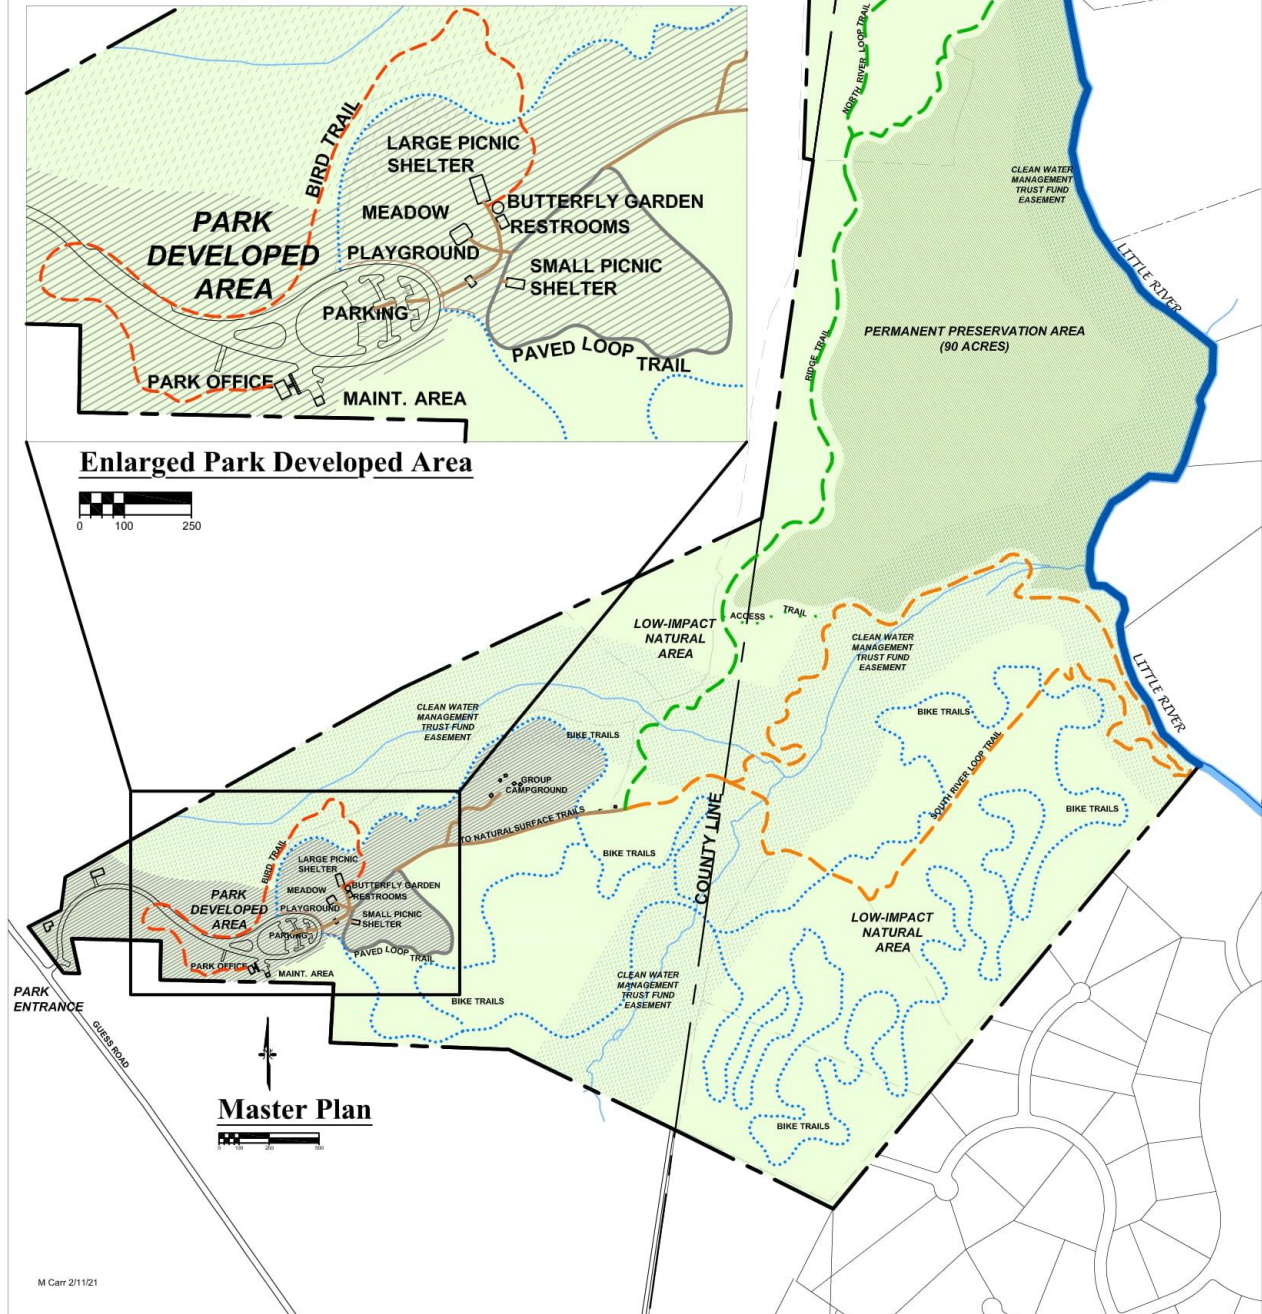 BIRD TRAIL
LARGE PICNIC
SHELTER
BUTTERFLY GARDEN
RESTROOMS
MEADOW
PLAYGROUND
PARK
DEVELOPED
AREA
SMALL PICNIC
SHELTER
PARKING
PAVED LOOP TRAIL
PARK OFFICE
MAINT. AREA
Enlarged Park Developed Area
0 100 250
NORTH RIVER LOOP TRAIL
CLEAN WATER
MANAGEMENT
TRUST FUND
EASEMENT
LITTLE RIVER
PERMANENT PRESERVATION AREA
(90 ACRES)
RIDGE TRAIL
LOW-IMPACT
NATURAL
AREA
ACCESS TRAIL
CLEAN WATER
MANAGEMENT
TRUST FUND
EASEMENT
LITTLE RIVER
CLEAN WATER
MANAGEMENT
TRUST FUND
EASEMENT
BIKE TRAILS
BIKE TRAILS
SOUTH RIVER LOOP TRAIL
GROUP
CAMPGROUND
TO NATURAL SURFACE TRAILS
BIKE TRAILS
BIKE TRAILS
COUNTY LINE
BIRD TRAIL
LARGE PICNIC
SHELTER
BUTTERFLY GARDEN
RESTROOMS
MEADOW
PLAYGROUND
PARK
DEVELOPED
AREA
SMALL PICNIC
SHELTER
PARKING
PAVED LOOP TRAIL
PARK OFFICE
MAINT. AREA
LOW-IMPACT
NATURAL
AREA
CLEAN WATER
MANAGEMENT
TRUST FUND
EASEMENT
BIKE TRAILS
PARK
ENTRANCE
GUESS ROAD
Master Plan
0 100 250 500
BIKE TRAILS
M Carr 2/11/21